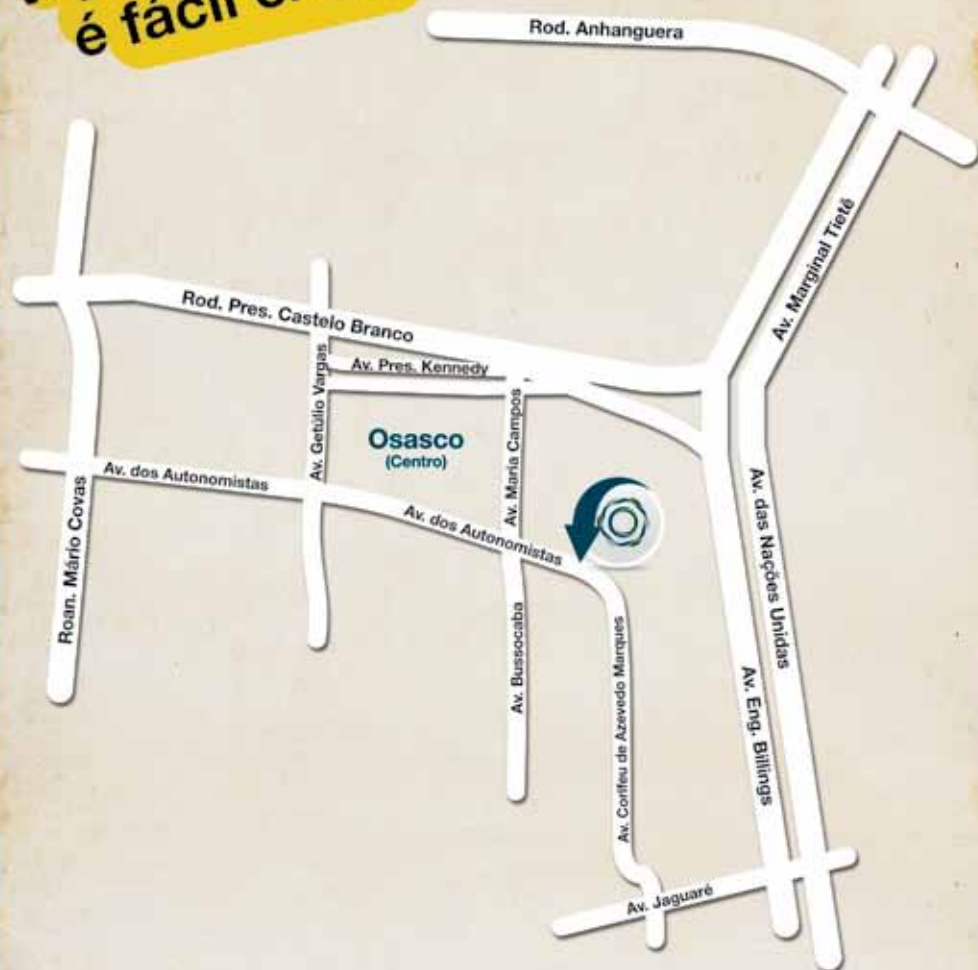 é fácil
Rod. Anhanguera
Av. Marginal Tietê
Rod. Pres. Castelo Branco
Av. Pres. Kennedy
Av. Getúlio Vargas
Av. Maria Campos
Osasco
(Centro)
Av. dos Autonomistas
Av. dos Autonomistas
Roan. Mário Covas
Av. das Nações Unidas
Av. Bussocaba
Av. Corifeu de Azevedo Marques
Av. Eng. Billings
Av. Jaguaré